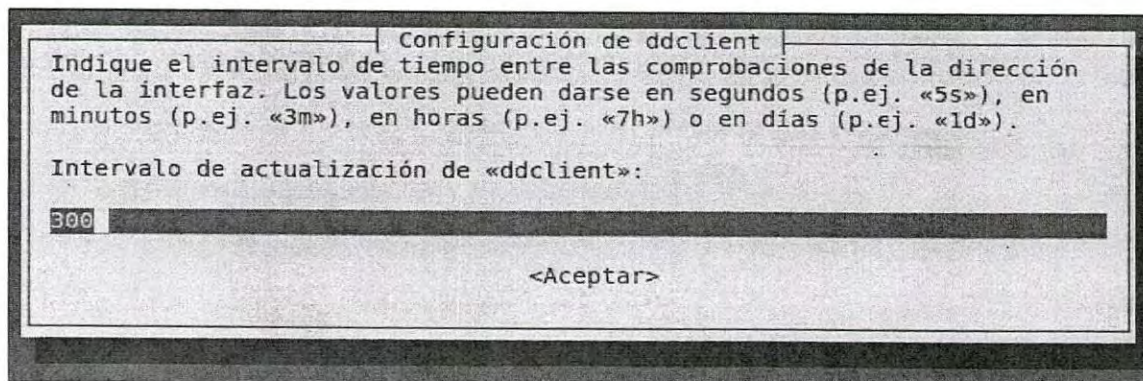 Configuración de ddclient
Indique el intervalo de tiempo entre las comprobaciones de la dirección
de la interfaz. Los valores pueden darse en segundos (p.ej. «5s»), en
minutos (p.ej. «3m»), en horas (p.ej. «7h») o en días (p.ej. «1d»).
Intervalo de actualización de «ddclient»:
300
<Aceptar>